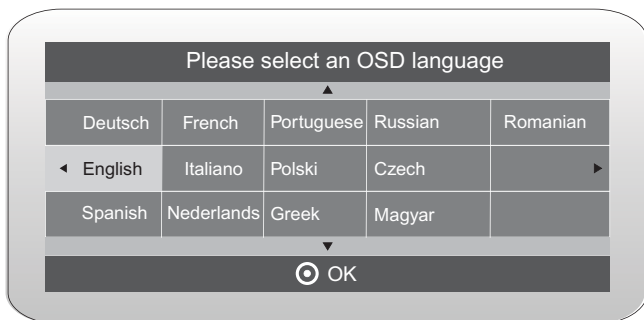 Please select an OSD language
Deutsch French Portuguese Russian Romanian
English Italiano Polski Czech
Spanish Nederlands Greek Magyar
OK